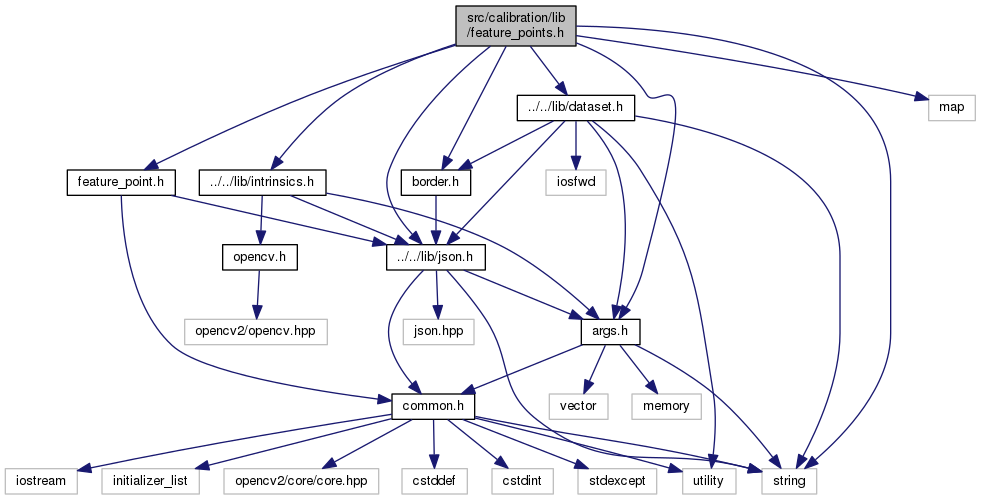 src/calibration/lib
/feature_points.h
../../lib/dataset.h
map
feature_point.h
../../lib/intrinsics.h
border.h
iosfwd
opencv.h
../../lib/json.h
opencv2/opencv.hpp
json.hpp
args.h
common.h
vector
memory
iostream
initializer_list
opencv2/core/core.hpp
cstddef
cstdint
stdexcept
utility
string